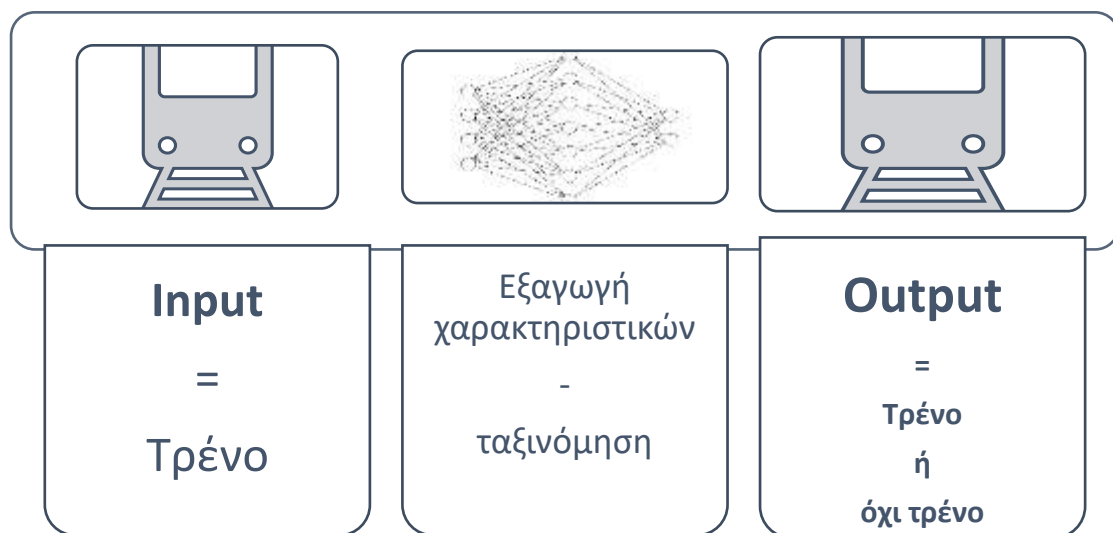 Input
=
Τρένο
Εξαγωγή
χαρακτηριστικών
-
ταξινόμηση
Output
=
Τρένο
ή
όχι τρένο